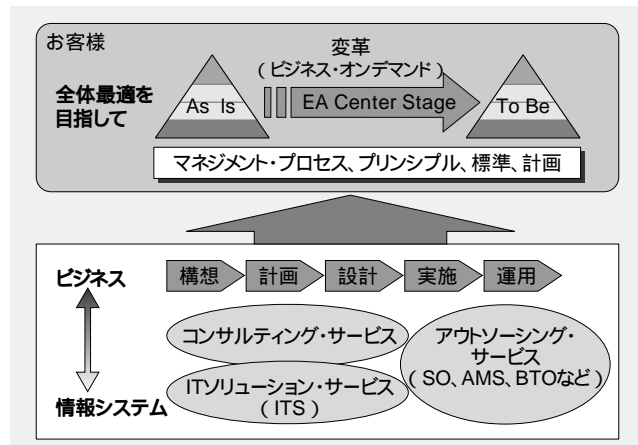 お客様
変革
(ビジネス・オンデマンド)
全体最適を
目指して
As Is
EA Center Stage
To Be
マネジメント・プロセス、プリンシプル、標準、計画
ビジネス
構想
計画
設計
実施
運用
コンサルティング・サービス
アウトソーシング・
サービス
(SO、AMS、BTOなど)
ITソリューション・サービス
(ITS)
情報システム